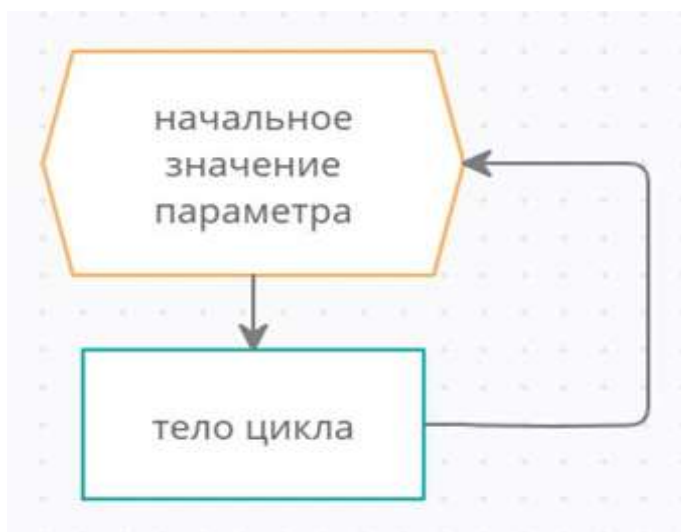 начальное
значение
параметра
тело цикла